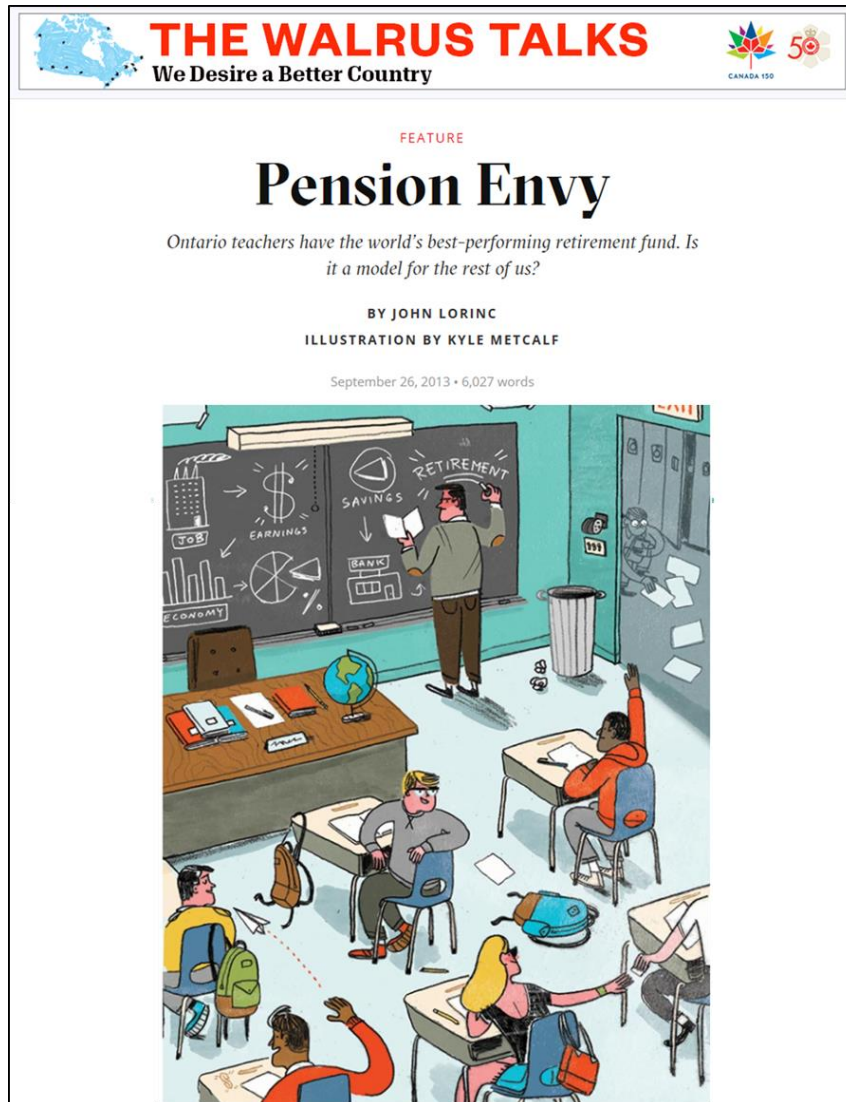 THE WALRUS TALKS
We Desire a Better Country
CANADA 150
50
FEATURE
Pension Envy
Ontario teachers have the world's best-performing retirement fund. Is
it a model for the rest of us?
BY JOHN LORINC
ILLUSTRATION BY KYLE METCALF
September 26, 2013 • 6,027 words
EXIT
RETIREMENT
SAVINGS
JOB
EARNINGS
BANK
ECONOMY